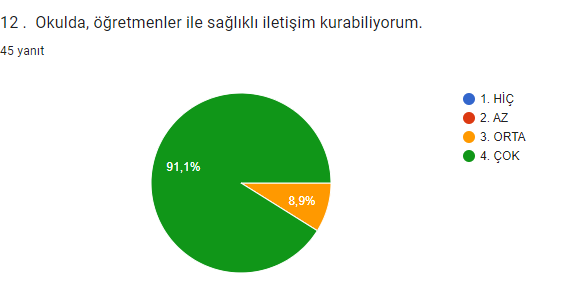 12 .  Okulda, öğretmenler ile sağlıklı iletişim kurabiliyorum.
45 yanıt
91,1%
8,9%
1. HİÇ
2. AZ
3. ORTA
4. ÇOK